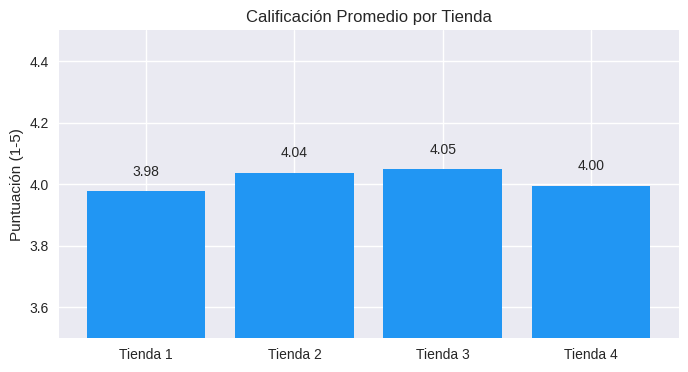 Calificación Promedio por Tienda
Puntuación (1-5)
4.4
4.2
4.0
3.8
3.6
3.98
4.04
4.05
4.00
Tienda 1
Tienda 2
Tienda 3
Tienda 4